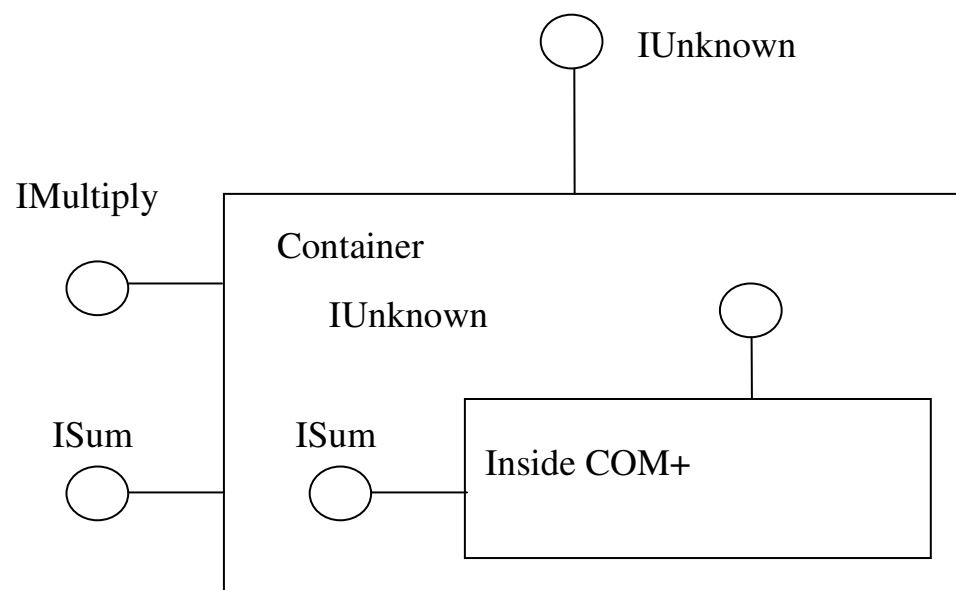 IUnknown
IMultiply
Container
IUnknown
ISum
ISum
Inside COM+